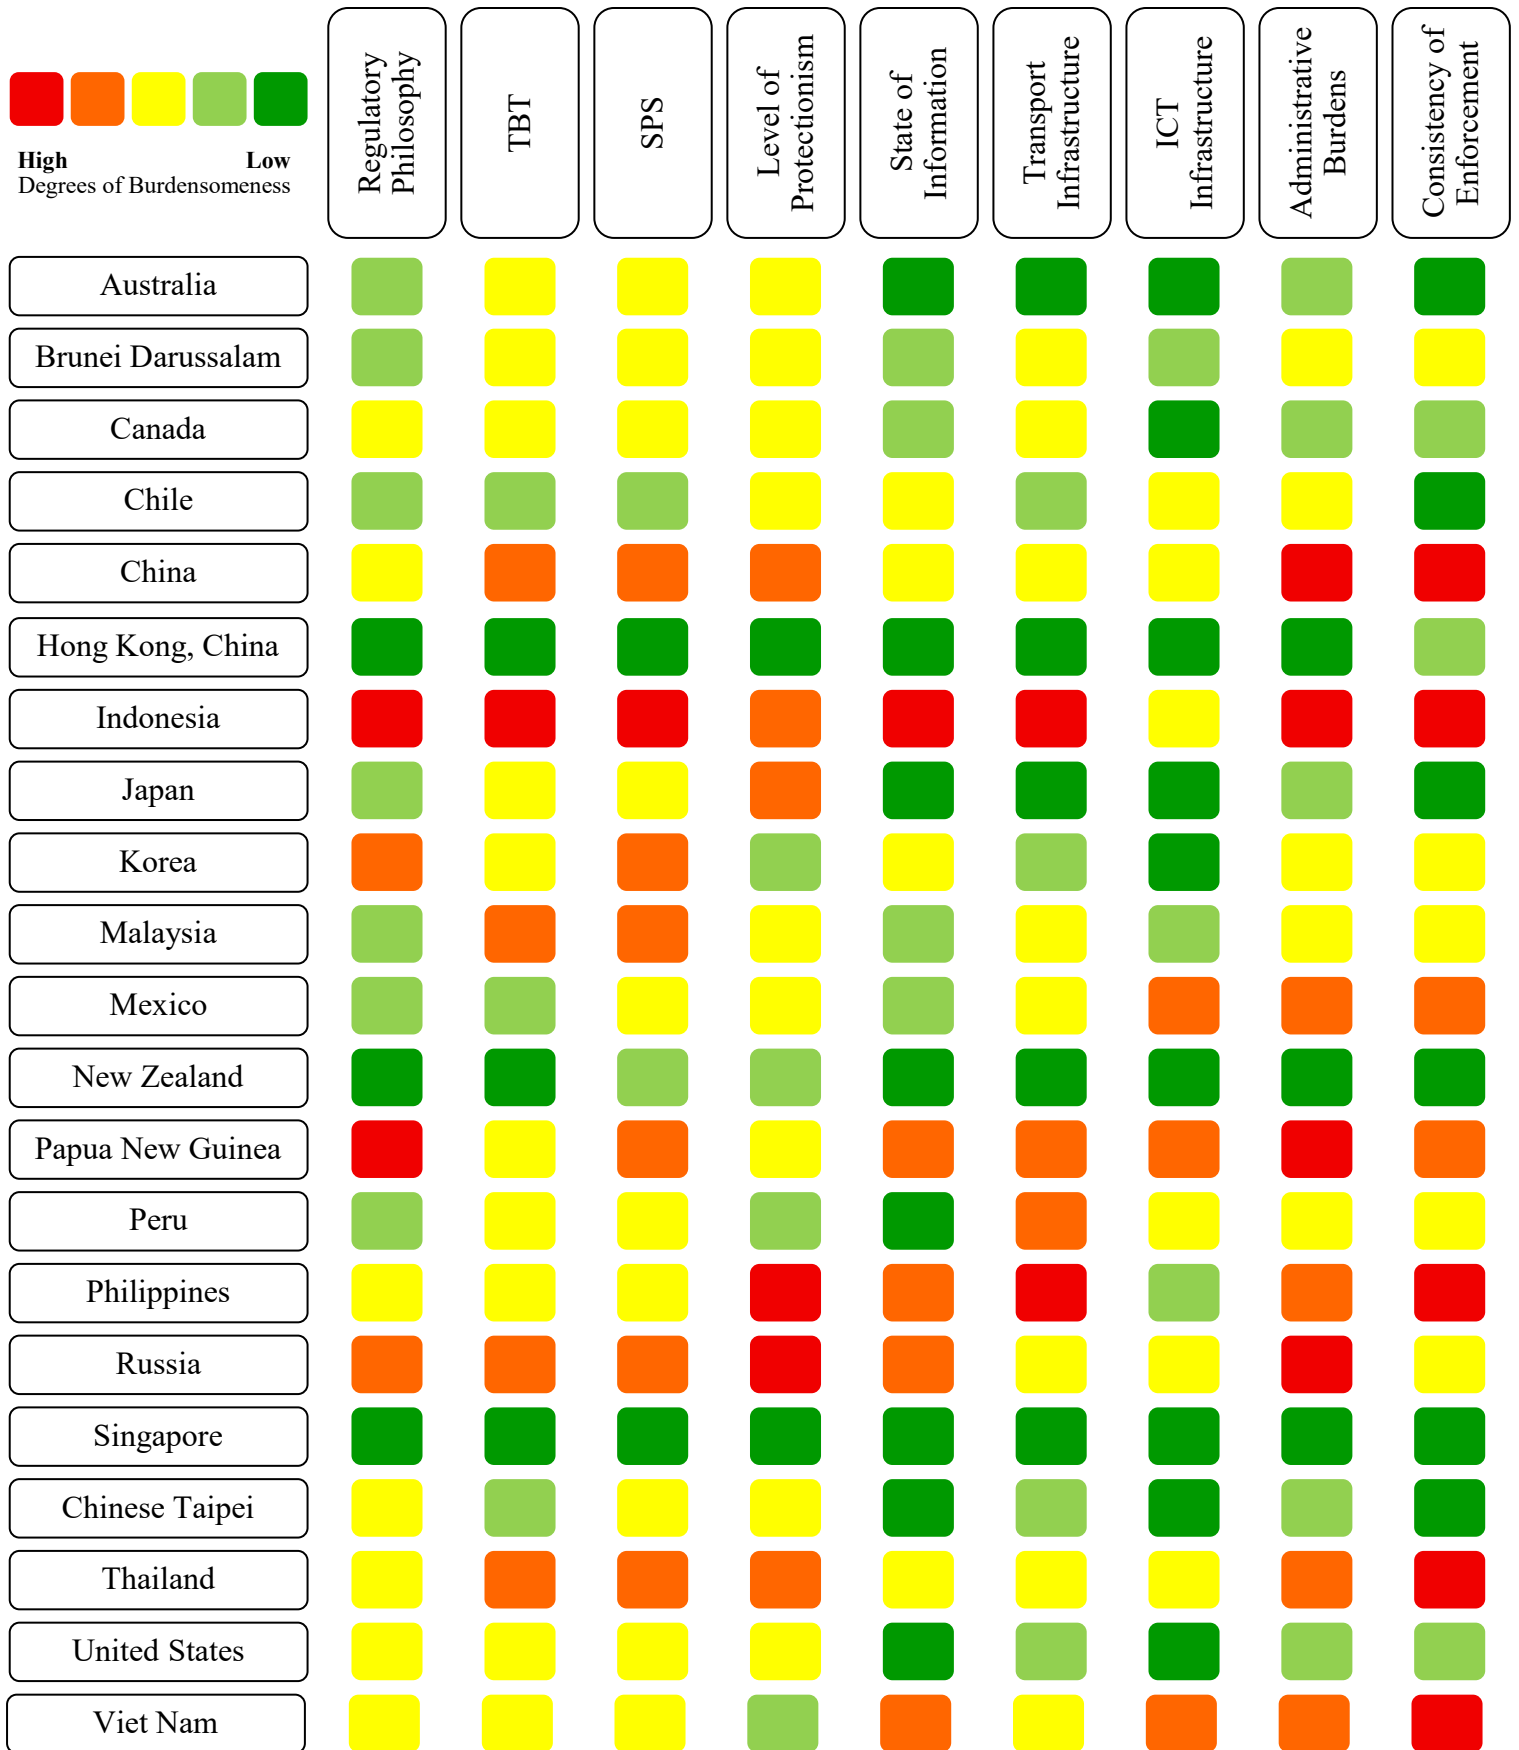 High Low
Degrees of Burdensomeness
Regulatory
Philosophy
TBT
SPS
Level of
Protectionism
State of
Information
Transport
Infrastructure
ICT
Infrastructure
Administrative
Burdens
Consistency of
Enforcement
Australia
Brunei Darussalam
Canada
Chile
China
Hong Kong, China
Indonesia
Japan
Korea
Malaysia
Mexico
New Zealand
Papua New Guinea
Peru
Philippines
Russia
Singapore
Chinese Taipei
Thailand
United States
Viet Nam